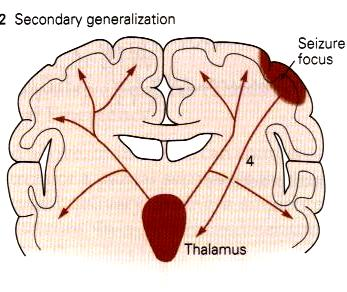 2 Secondary generalization
Seizure
focus
4
Thalamus